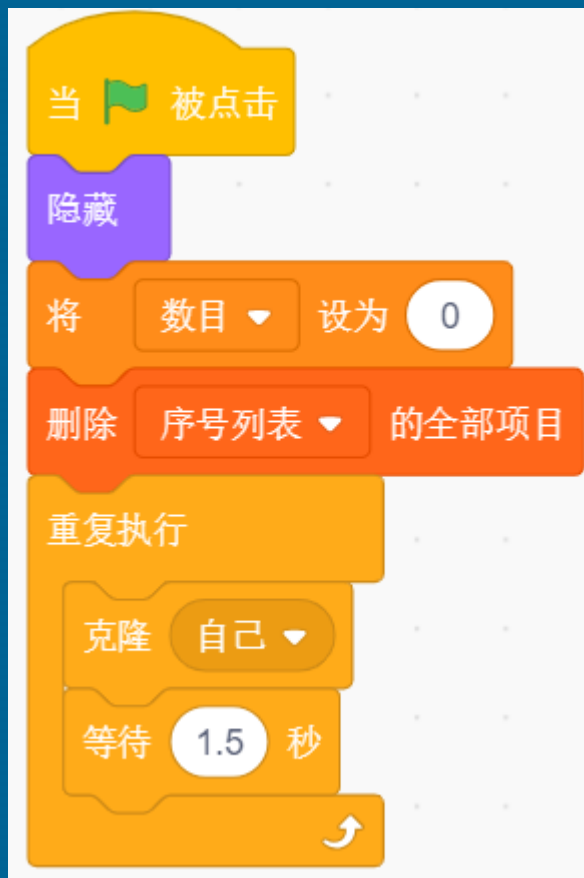 当 被点击
隐藏
将 数目 设为 0
删除 序号列表 的全部项目
重复执行
克隆 自己
等待 1.5 秒